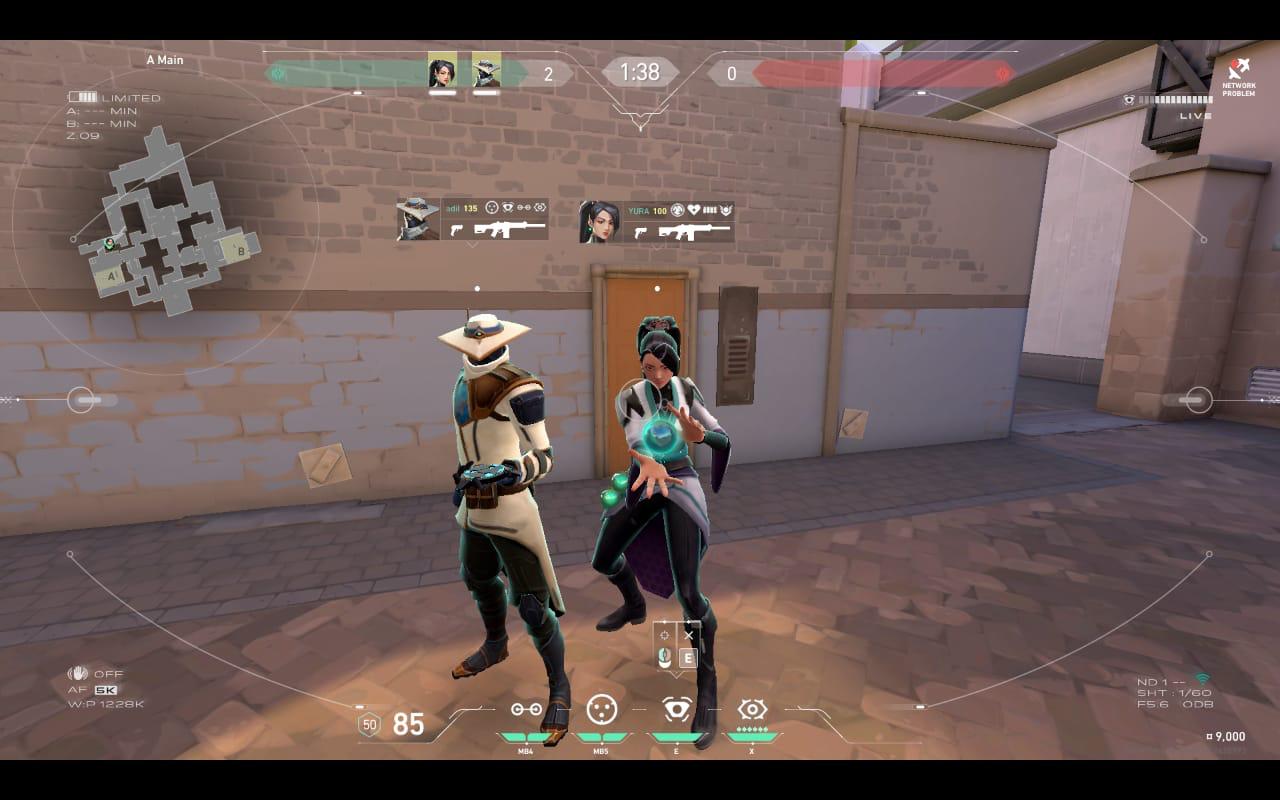 A Main
LIMITED
A: --- MIN
B: --- MIN
Z.09
2
1:38
0
NETWORK
PROBLEM
LIVE
adil 135
YURA 100
A
B
E
OFF
AF 5K
W:P 1228K
ND 1 --
SHT : 1/60
F5.6 0DB
50 85
MB4
MB5
E
X
9,000